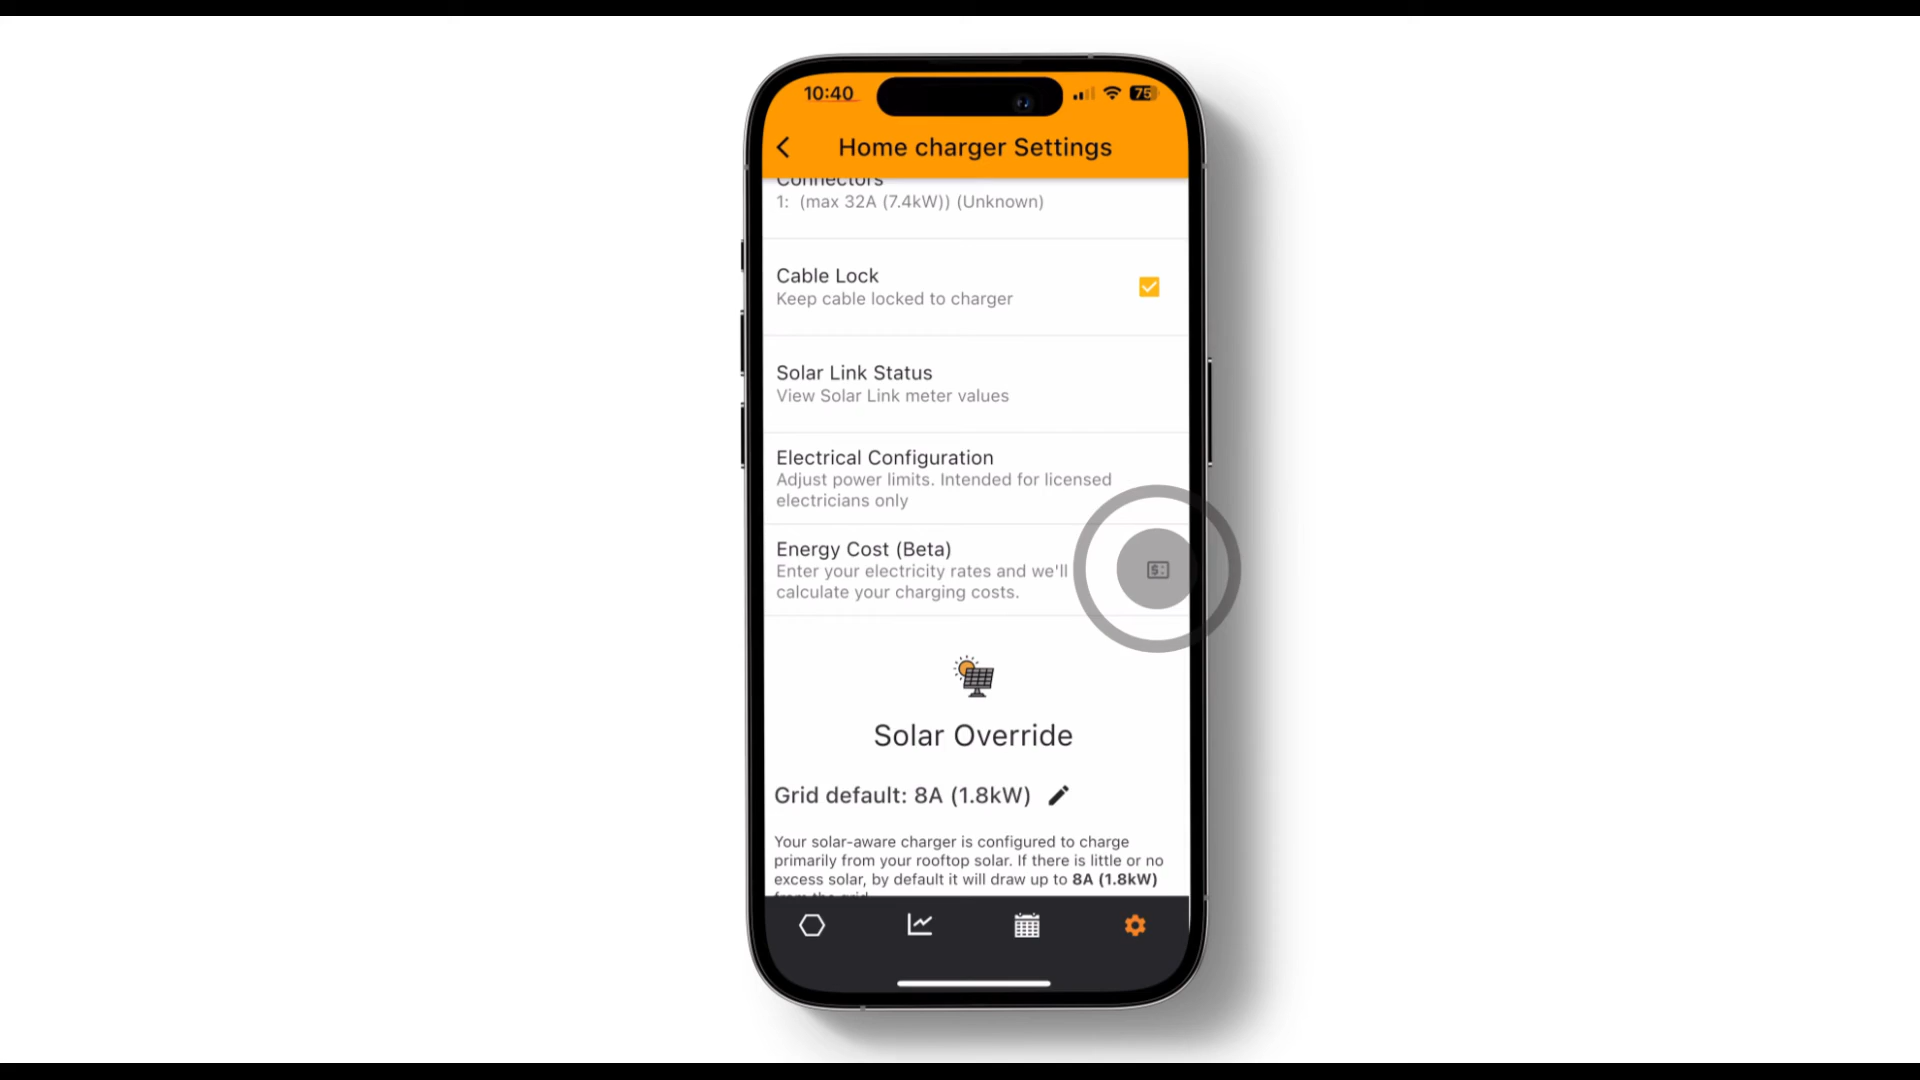 10:40
75
Home charger Settings
Connectors
1: (max 32A (7.4kW)) (Unknown)
Cable Lock
Keep cable locked to charger
Solar Link Status
View Solar Link meter values
Electrical Configuration
Adjust power limits. Intended for licensed
electricians only
Energy Cost (Beta)
Enter your electricity rates and we'll
calculate your charging costs.
Solar Override
Grid default: 8A (1.8kW)
Your solar-aware charger is configured to charge
primarily from your rooftop solar. If there is little or no
excess solar, by default it will draw up to 8A (1.8kW)
from the grid